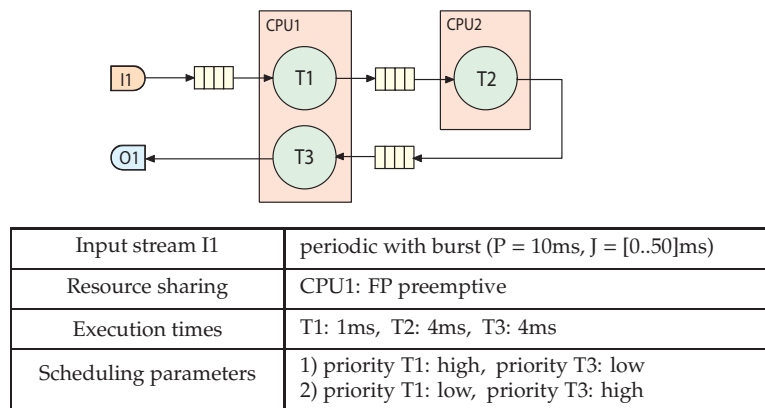 CPU1
CPU2
I1
T1
T2
O1
T3
Input stream I1
periodic with burst (P = 10ms, J = [0..50]ms)
Resource sharing
CPU1: FP preemptive
Execution times
T1: 1ms, T2: 4ms, T3: 4ms
Scheduling parameters
1) priority T1: high, priority T3: low
2) priority T1: low, priority T3: high